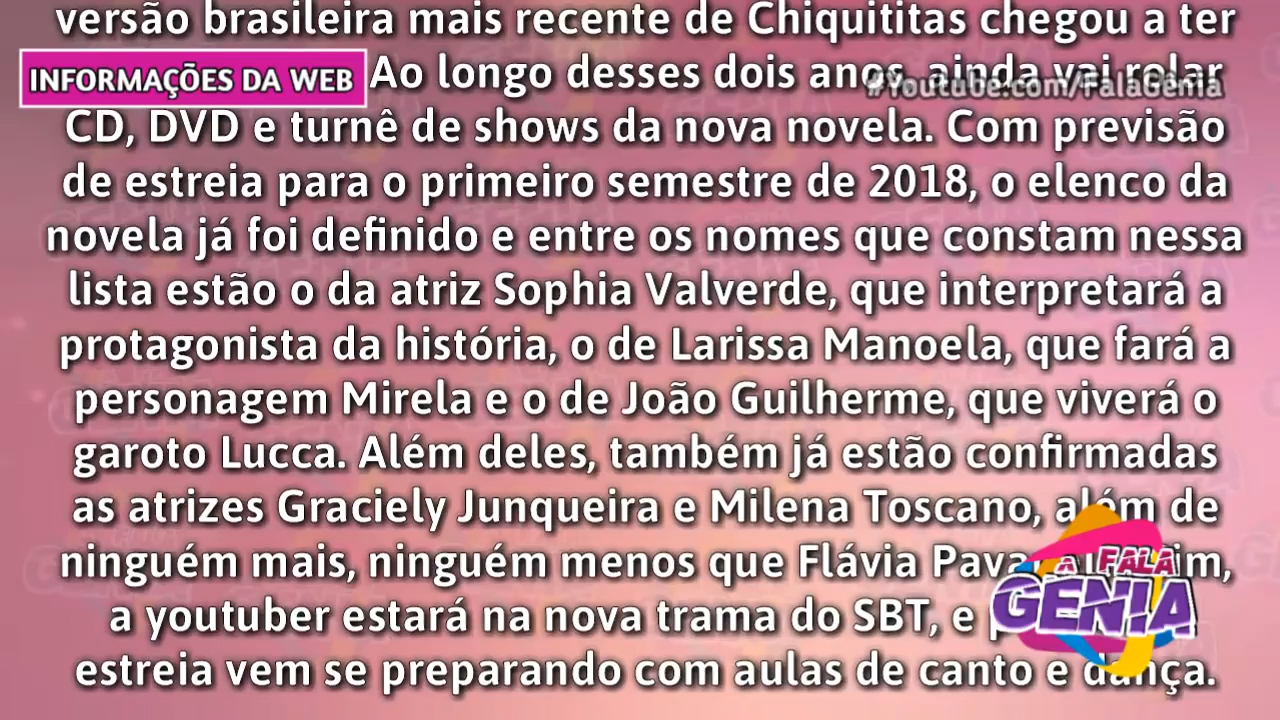 versão brasileira mais recente de Chiquititas chegou a ter
INFORMAÇÕES DA WEB
Ao longo desses dois anos, ainda vai rolar
#Youtube.com/FalaGênia
CD, DVD e turnê de shows da nova novela. Com previsão
de estreia para o primeiro semestre de 2018, o elenco da
novela já foi definido e entre os nomes que constam nessa
lista estão o da atriz Sophia Valverde, que interpretará a
protagonista da história, o de Larissa Manoela, que fará a
personagem Mirela e o de João Guilherme, que viverá o
garoto Lucca. Além deles, também já estão confirmadas
as atrizes Graciely Junqueira e Milena Toscano, além de
ninguém mais, ninguém menos que Flávia
a youtuber estará na nova trama do SBT, e
estreia vem se preparando com aulas de canto e dança.
FALA
GÊNIA